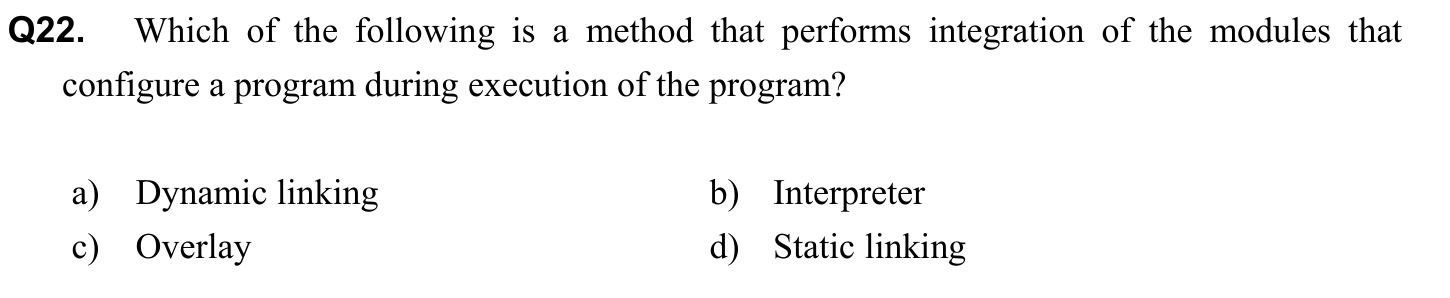 Q22. Which of the following is a method that performs integration of the modules that
configure a program during execution of the program?
a) Dynamic linking b) Interpreter
c) Overlay d) Static linking